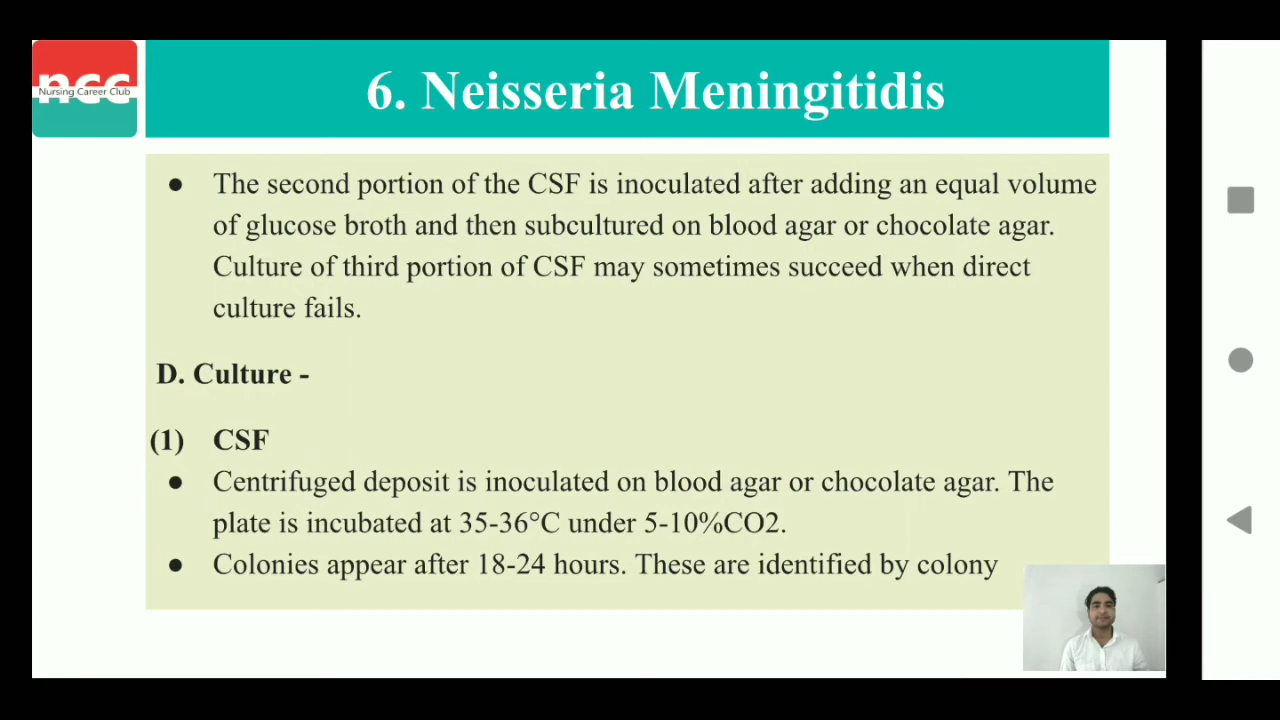 ncc
Nursing Career Club
6. Neisseria Meningitidis
● The second portion of the CSF is inoculated after adding an equal volume
of glucose broth and then subcultured on blood agar or chocolate agar.
Culture of third portion of CSF may sometimes succeed when direct
culture fails.
D. Culture -
(1) CSF
● Centrifuged deposit is inoculated on blood agar or chocolate agar. The
plate is incubated at 35-36°C under 5-10%CO2.
● Colonies appear after 18-24 hours. These are identified by colony